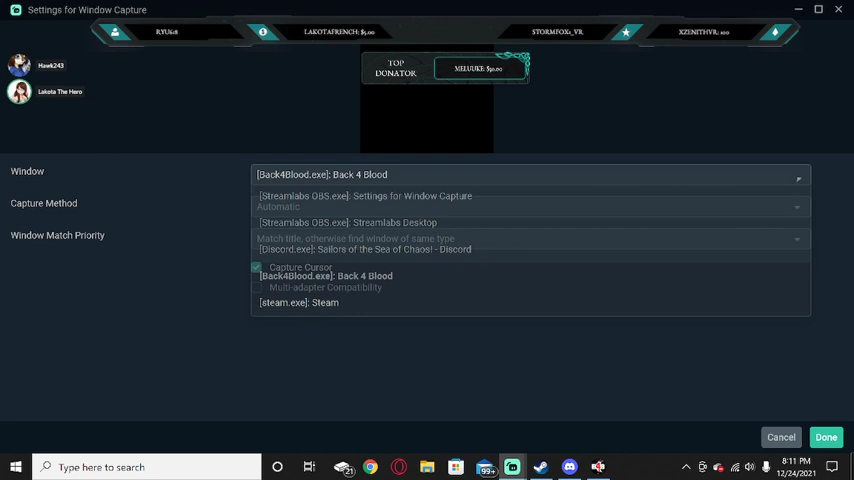 Settings for Window Capture
RYU618
LAKOTAFRENCH: $5.00
STORMFOX1_VR
XZENITHVR: 100
Hawk243
TOP
DONATOR
MELUUKE: $50.00
Lakota The Hero
Window
[Back4Blood.exe]: Back 4 Blood
[Streamlabs OBS.exe]: Settings for Window Capture
Capture Method
Automatic
[Streamlabs OBS.exe]: Streamlabs Desktop
Window Match Priority
Match title, otherwise find window of same type
[Discord.exe]: Sailors of the Sea of Chaos! - Discord
Capture Cursor
[Back4Blood.exe]: Back 4 Blood
Multi-adapter Compatibility
[steam.exe]: Steam
Cancel
Done
Type here to search
21
99+
8:11 PM
12/24/2021